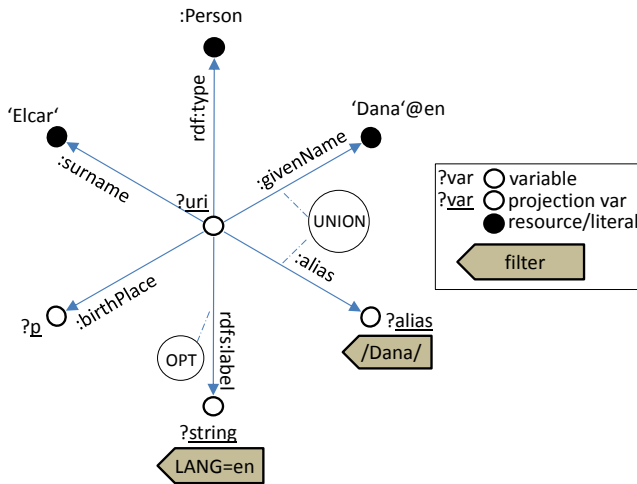 :Person
rdf:type
‘Elcar‘
‘Dana‘@en
:surname
:givenName
?uri
UNION
:alias
:birthPlace
?p
rdfs:label
OPT
?alias
/Dana/
?string
LANG=en
?var variable
?var projection var
resource/literal
filter